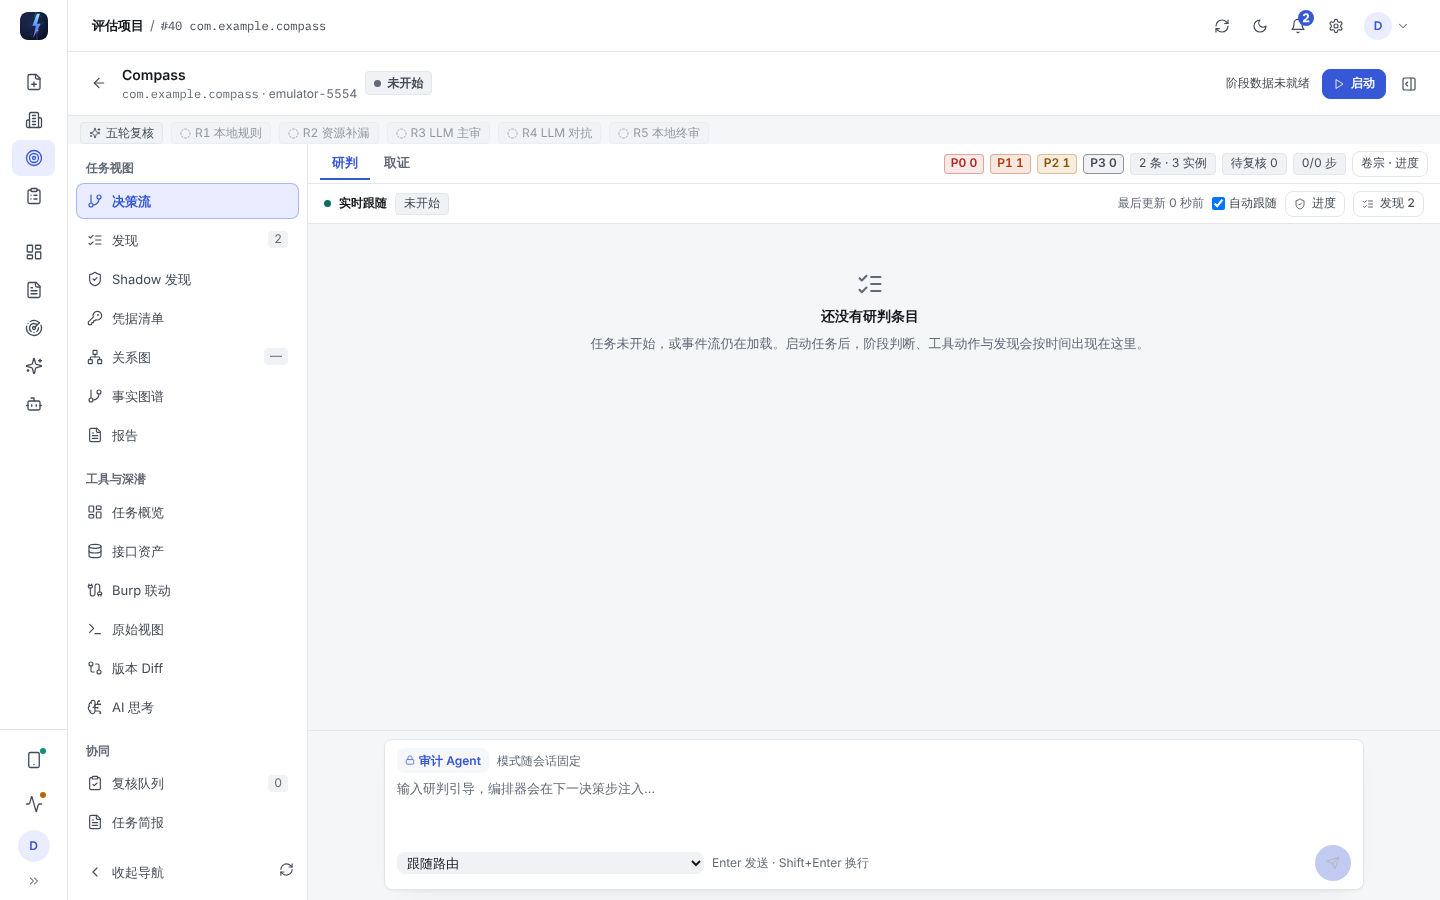 评估项目 / #40 com.example.compass
2
D
Compass
com.example.compass · emulator-5554
未开始
阶段数据未就绪
启动
五轮复核
R1 本地规则
R2 资源补漏
R3 LLM 主审
R4 LLM 对抗
R5 本地终审
任务视图
决策流
发现 2
Shadow 发现
凭据清单
关系图 —
事实图谱
报告
工具与深潜
任务概览
接口资产
Burp 联动
原始视图
版本 Diff
AI 思考
协同
复核队列 0
任务简报
收起导航
D
研判
取证
P0 0
P1 1
P2 1
P3 0
2 条 · 3 实例
待复核 0
0/0 步
卷宗 · 进度
实时跟随
未开始
最后更新 0 秒前
自动跟随
进度
发现 2
还没有研判条目
任务未开始，或事件流仍在加载。启动任务后，阶段判断、工具动作与发现会按时间出现在这里。
审计 Agent
模式随会话固定
输入研判引导，编排器会在下一决策步注入...
跟随路由
Enter 发送 · Shift+Enter 换行